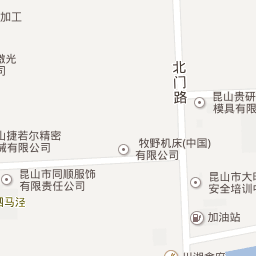 加工
激光
司
北
门
路
昆山贵研
模具有限
山捷若尔精密
械有限公司
牧野机床(中国)
有限公司
昆山市同顺服饰
有限责任公司
昆山市大
安全培训中
泗马泾
加油站